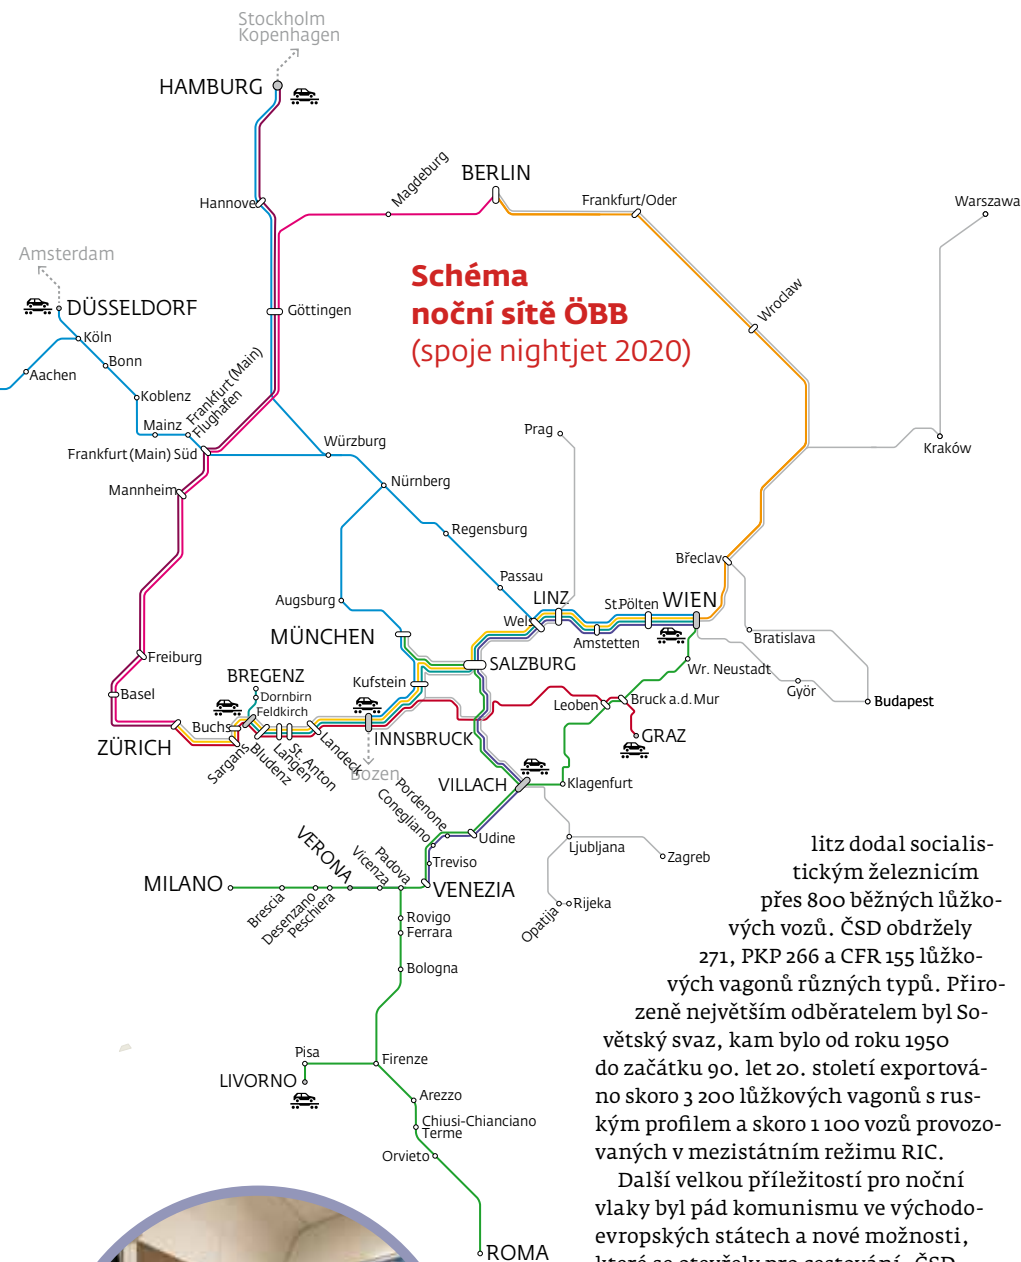 Stockholm
Kopenhagen
HAMBURG
Hannover
Magdeburg
BERLIN
Frankfurt/Oder
Warszawa
Amsterdam
DÜSSELDORF
Göttingen
Schéma
noční sítě ÖBB
(spoje nightjet 2020)
Wroclaw
Köln
Bonn
Aachen
Koblenz
Mainz
Frankfurt (Main)
Flughafen
Frankfurt (Main) Süd
Würzburg
Prag
Kraków
Mannheim
Nürnberg
Regensburg
Břeclav
Passau
Augsburg
LINZ
St.Pölten
WIEN
Wels
Amstetten
Bratislava
MÜNCHEN
Freiburg
SALZBURG
Wr. Neustadt
BREGENZ
Kufstein
Györ
Budapest
Basel
Dornbirn
Feldkirch
Leoben
Bruck a.d.Mur
Buchs
ZÜRICH
INNSBRUCK
GRAZ
Sargans
Bludenz
Langen
St. Anton
Landeck
Bozen
VILLACH
Klagenfurt
Pordenone
Conegliano
Udine
Ljubljana
Zagreb
Treviso
VERONA
Vicenza
Padova
MILANO
VENEZIA
Brescia
Desenzano
Peschiera
Opatija
Rijeka
Rovigo
Ferrara
Bologna
Pisa
Firenze
LIVORNO
Arezzo
Chiusi-Chianciano
Terme
Orvieto
ROMA
litz dodal socialis-
tickým železnicím
přes 800 běžných lůžko-
vých vozů. ČSD obdržely
271, PKP 266 a CFR 155 lůžko-
vých vagonů různých typů. Přiro-
zeně největším odběratelem byl So-
větský svaz, kam bylo od roku 1950
do začátku 90. let 20. století exportová-
no skoro 3 200 lůžkových vagonů s rus-
kým profilem a skoro 1 100 vozů provozo-
vaných v mezistátním režimu RIC.
Další velkou příležitostí pro noční
vlaky byl pád komunismu ve východo-
evropských státech a nové možnosti,
které se otevřely pro cestování. ČSD